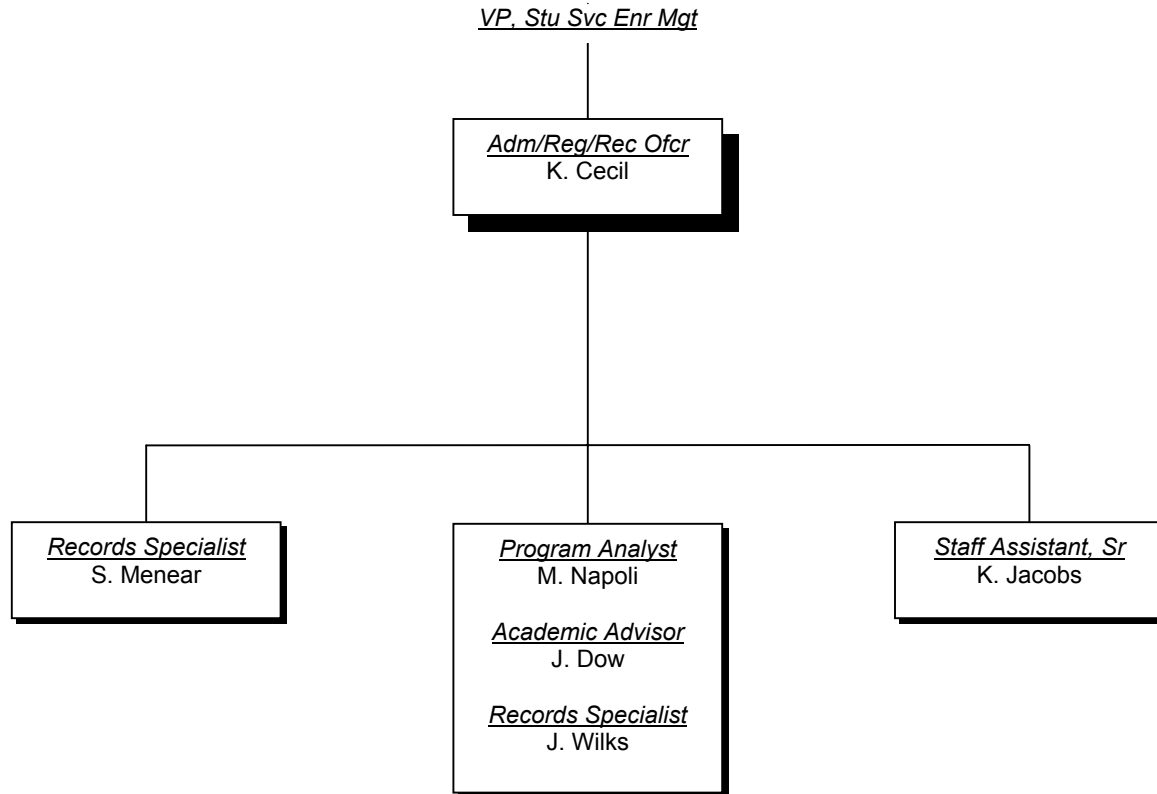 VP, Stu Svc Enr Mgt
Adm/Reg/Rec Ofcr
K. Cecil
Records Specialist
S. Menear
Program Analyst
M. Napoli
Academic Advisor
J. Dow
Records Specialist
J. Wilks
Staff Assistant, Sr
K. Jacobs